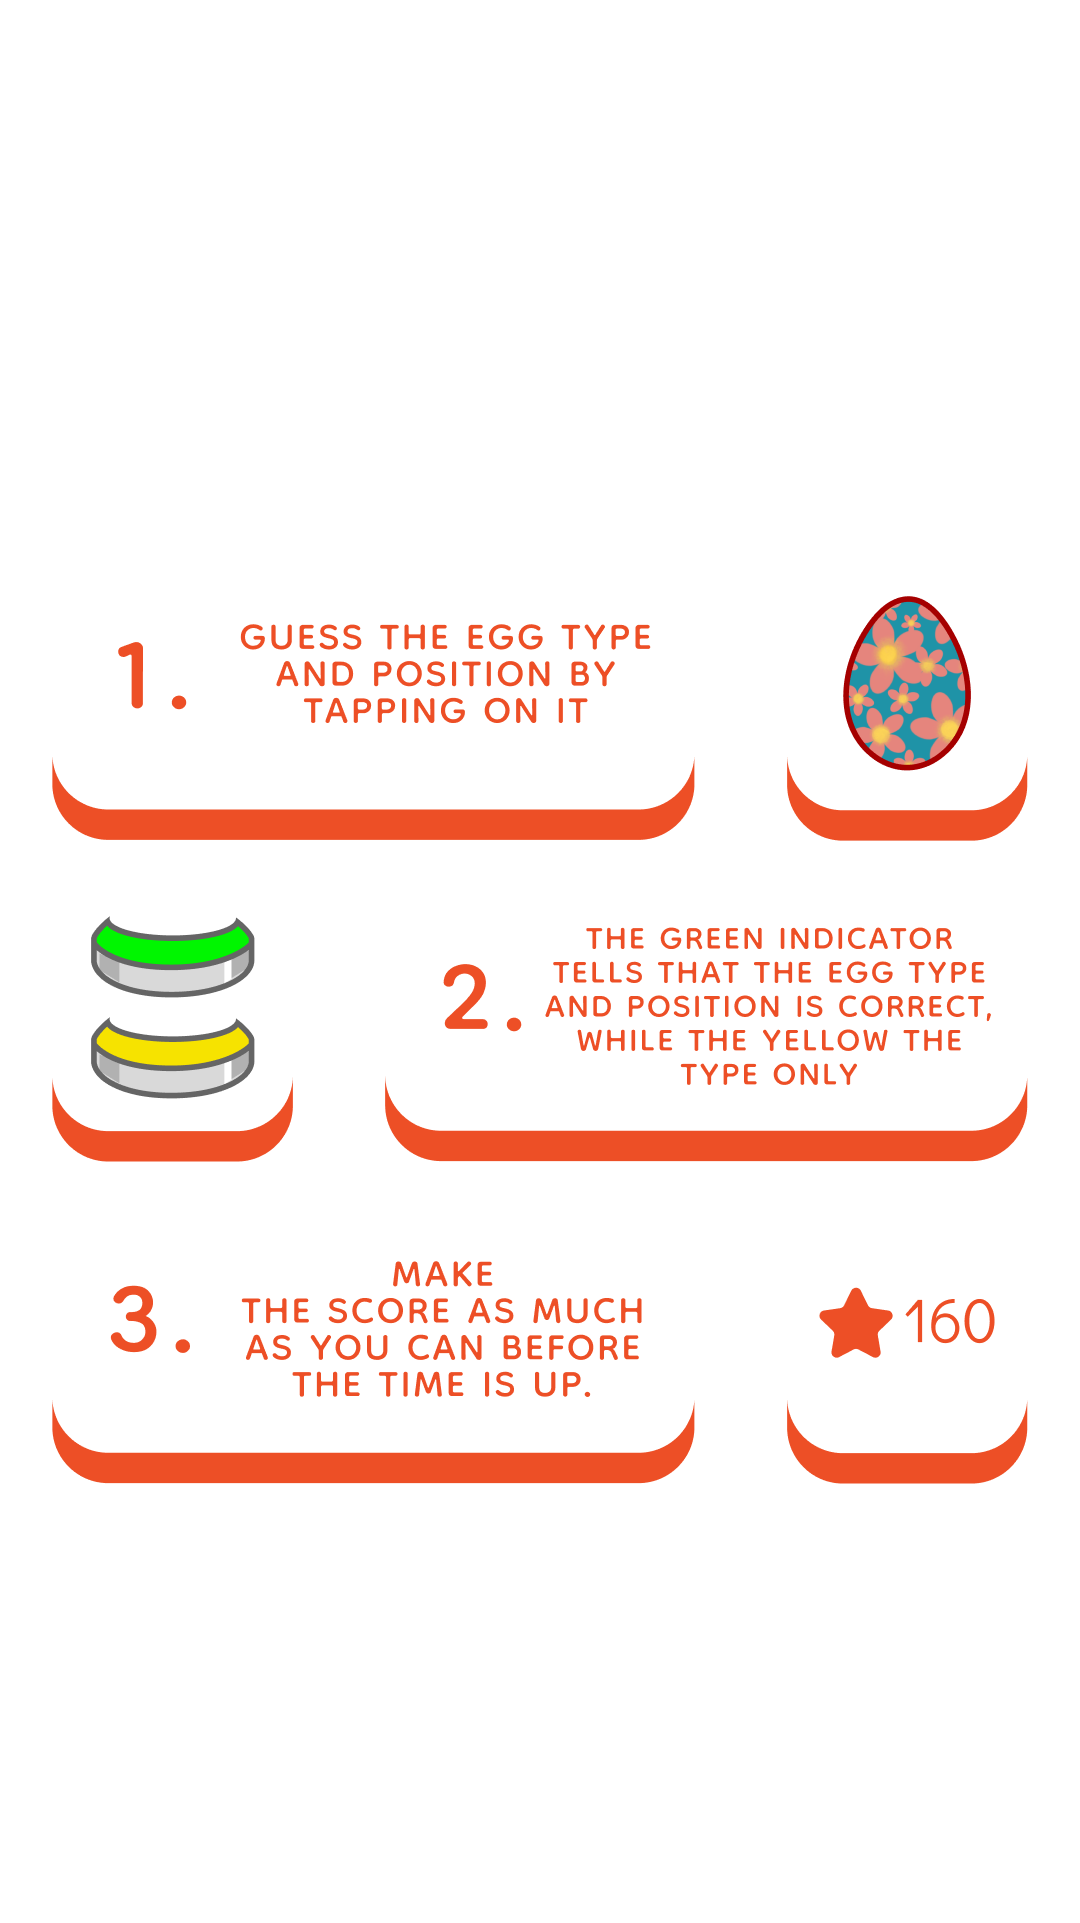 1.
GUESS THE EGG TYPE
AND POSITION BY
TAPPING ON IT
2.
THE GREEN INDICATOR
TELLS THAT THE EGG TYPE
AND POSITION IS CORRECT,
WHILE THE YELLOW THE
TYPE ONLY
3.
MAKE
THE SCORE AS MUCH
AS YOU CAN BEFORE
THE TIME IS UP.
160